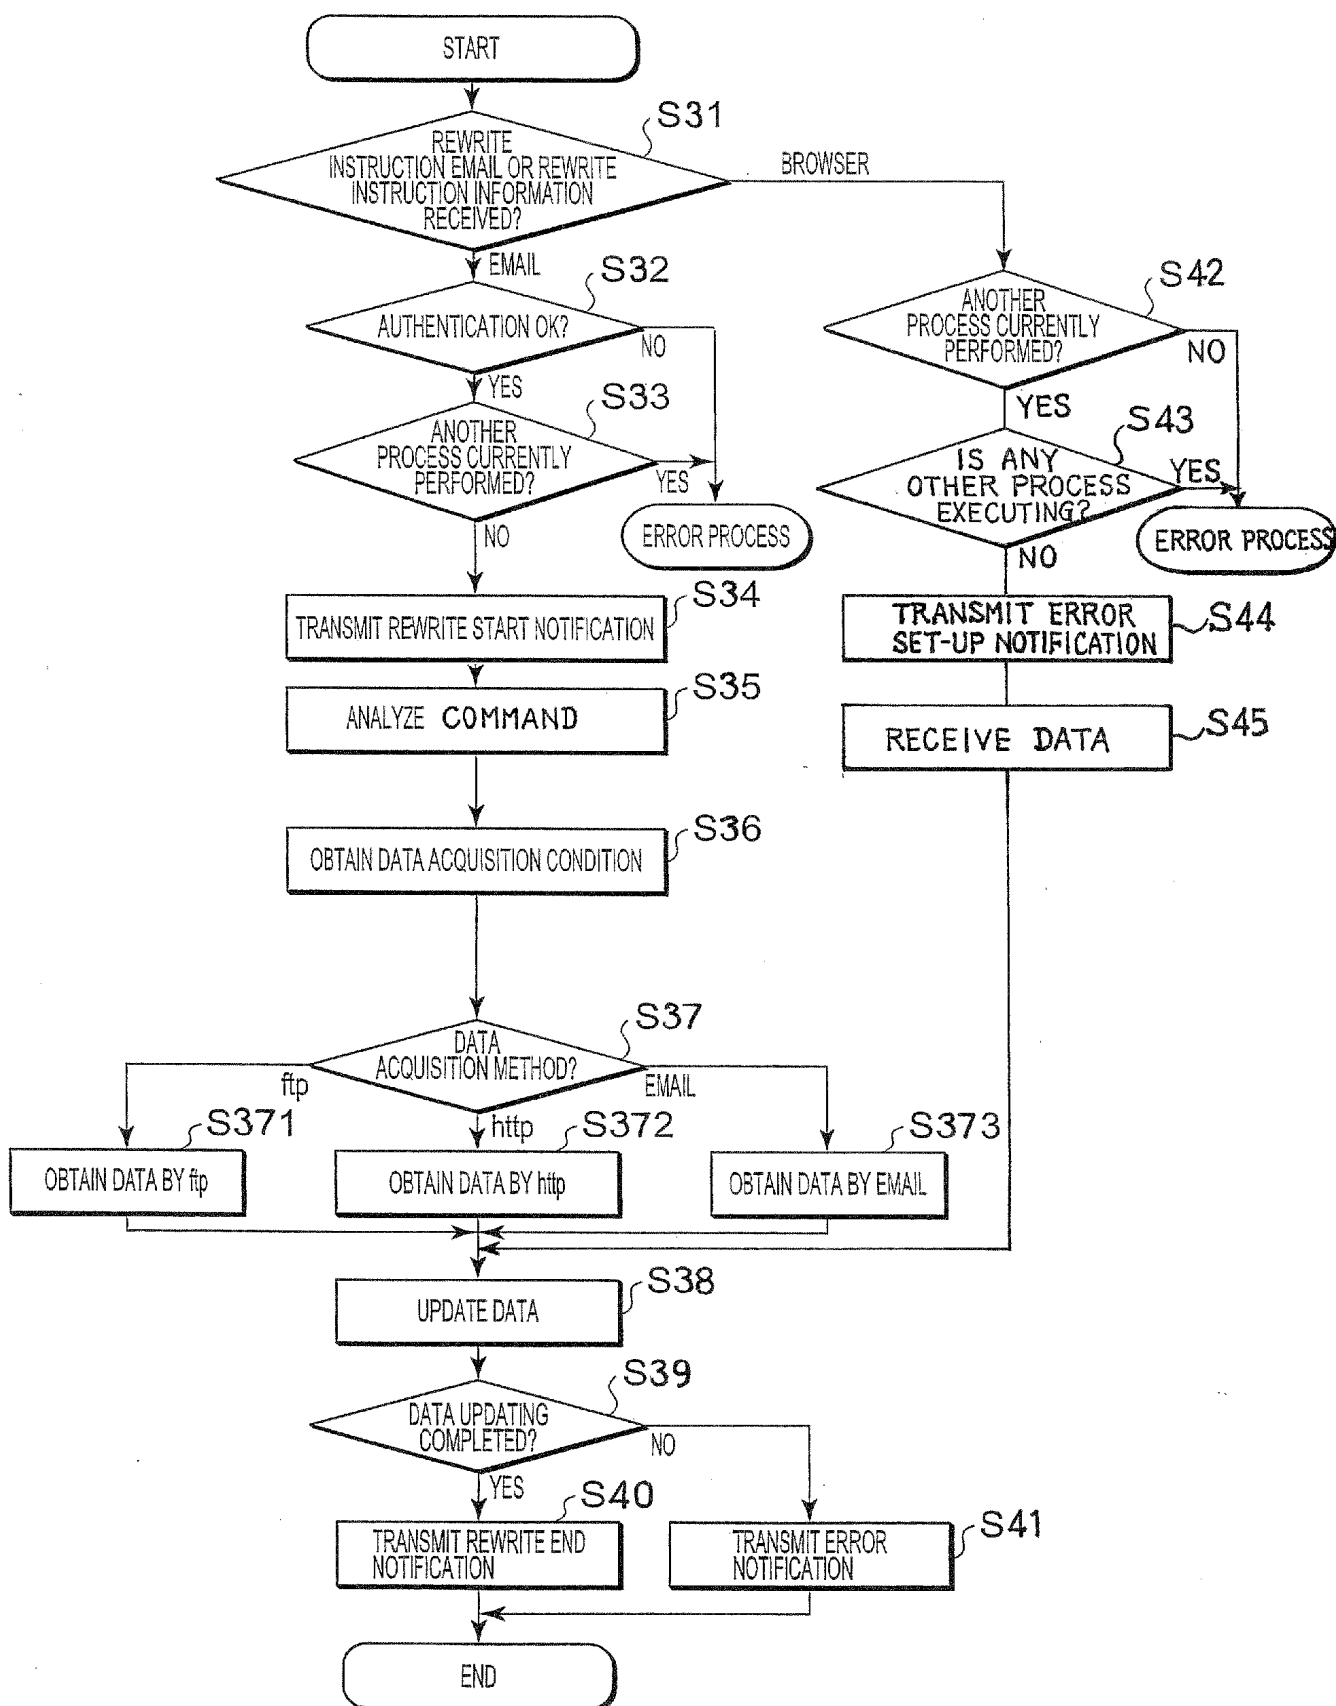 START
S31
REWRITE
INSTRUCTION EMAIL OR REWRITE
INSTRUCTION INFORMATION
RECEIVED?
BROWSER
EMAIL
S32
AUTHENTICATION OK?
NO
YES
S42
ANOTHER
PROCESS CURRENTLY
PERFORMED?
NO
YES
S33
ANOTHER
PROCESS CURRENTLY
PERFORMED?
YES
NO
ERROR PROCESS
S43
IS ANY
OTHER PROCESS
EXECUTING?
YES
NO
ERROR PROCESS
S34
TRANSMIT REWRITE START NOTIFICATION
S44
TRANSMIT ERROR
SET-UP NOTIFICATION
S35
ANALYZE COMMAND
S45
RECEIVE DATA
S36
OBTAIN DATA ACQUISITION CONDITION
S37
DATA
ACQUISITION METHOD?
ftp
http
EMAIL
S371
OBTAIN DATA BY ftp
S372
OBTAIN DATA BY http
S373
OBTAIN DATA BY EMAIL
S38
UPDATE DATA
S39
DATA UPDATING
COMPLETED?
NO
YES
S40
TRANSMIT REWRITE END
NOTIFICATION
S41
TRANSMIT ERROR
NOTIFICATION
END